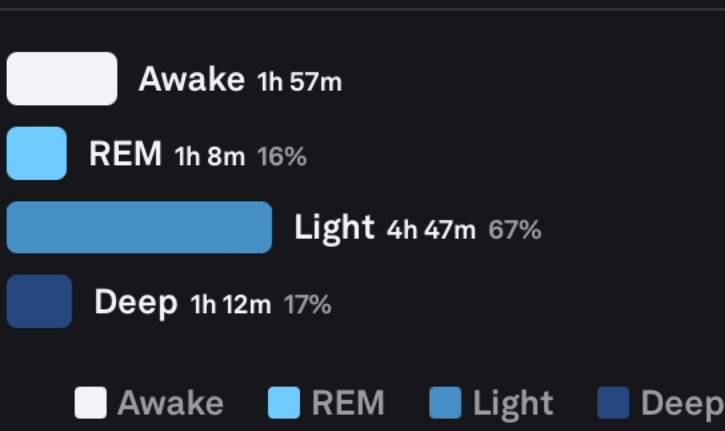 Awake 1h 57m
REM 1h 8m 16%
Light 4h 47m 67%
Deep 1h 12m 17%
Awake REM Light Deep